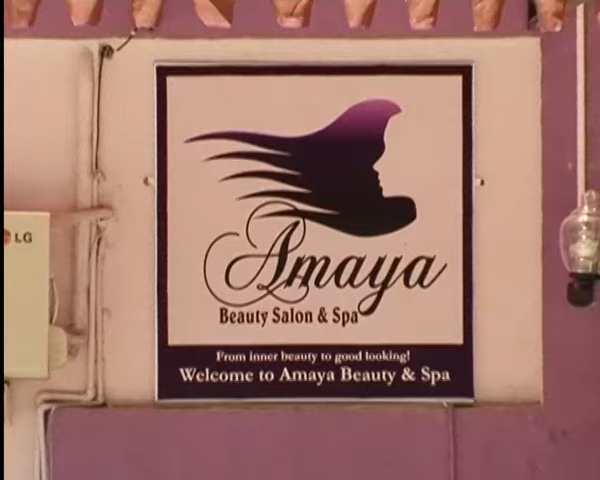 LG
Amaya
Beauty Salon & Spa
From inner beauty to good looking!
Welcome to Amaya Beauty & Spa